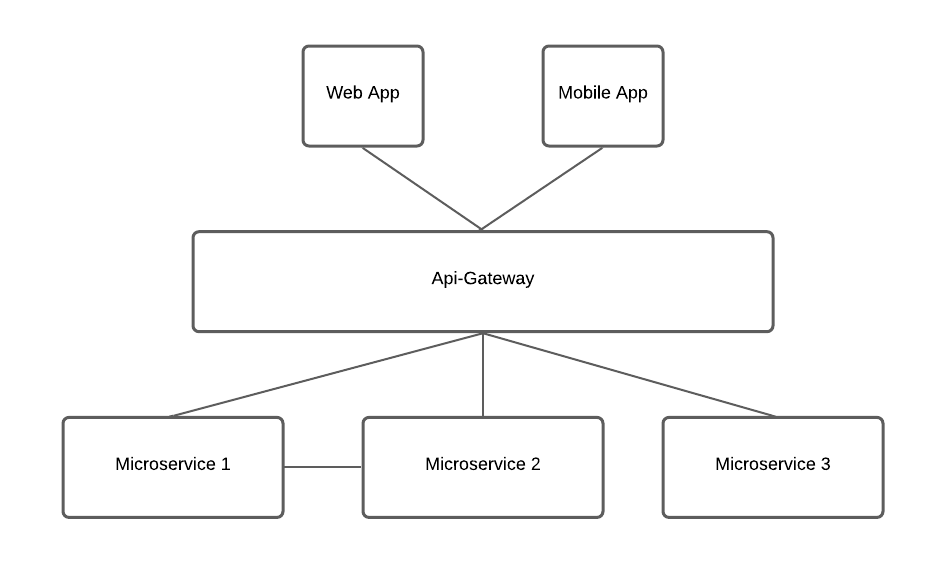 Web App
Mobile App
Api-Gateway
Microservice 1
Microservice 2
Microservice 3